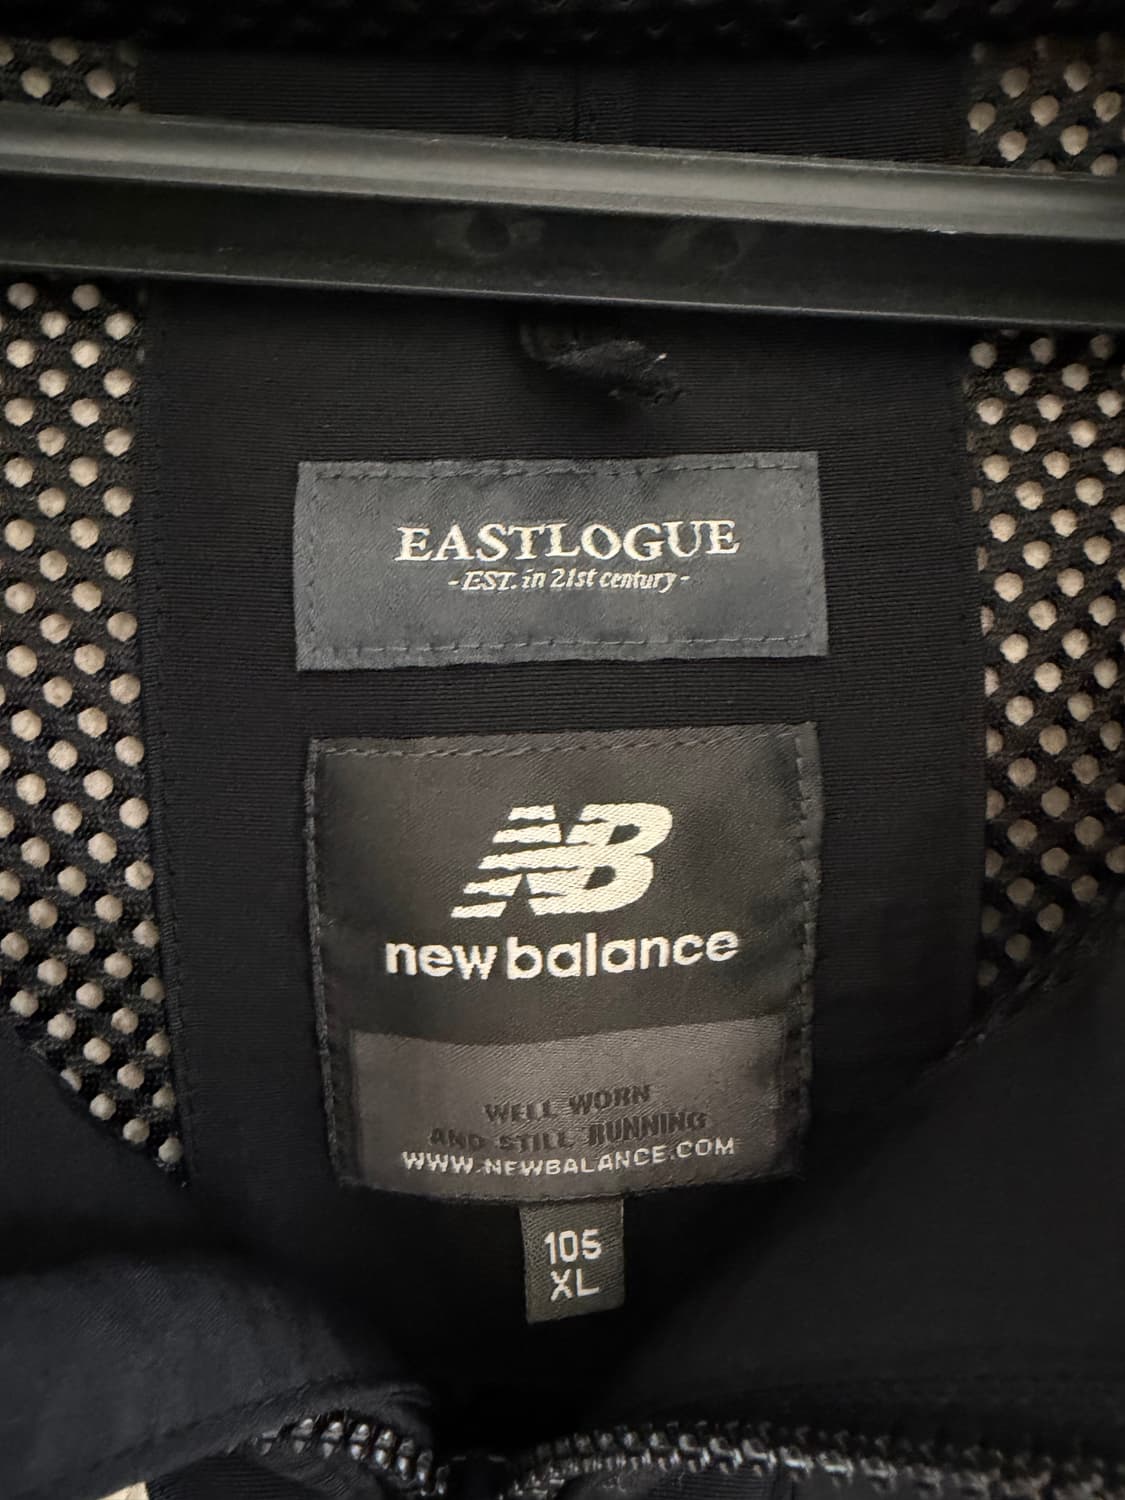 EASTLOGUE
-EST. in 21st century-
NB
new balance
WELL WORN
AND STILL RUNNING
WWW.NEWBALANCE.COM
105
XL